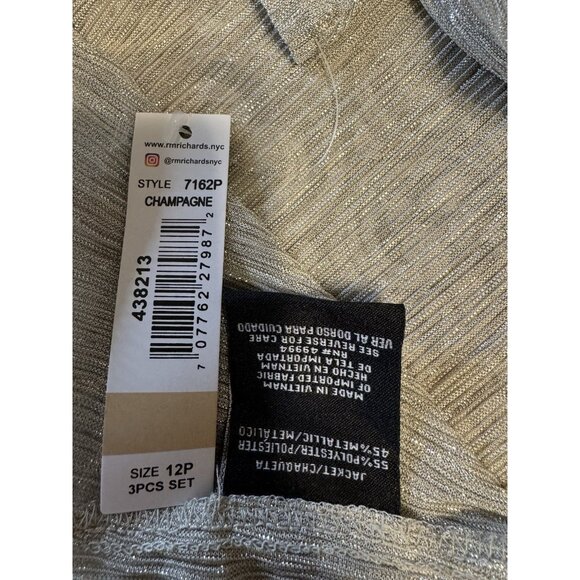 www.rmrichards.nyc
@rmrichardsnyc
STYLE 7162P
CHAMPAGNE
438213
7 07762 27987 2
SIZE 12P
3PCS SET
JACKET/CHAQUETA
55%POLYESTER/POLIESTER
45%METALLIC/METÁLICO
MADE IN VIETNAM
OF IMPORTED FABRIC
HECHO EN VIETNAM
DE TELA IMPORTADA
RN# 49994
SEE REVERSE FOR CARE
VER AL DORSO PARA CUIDADO